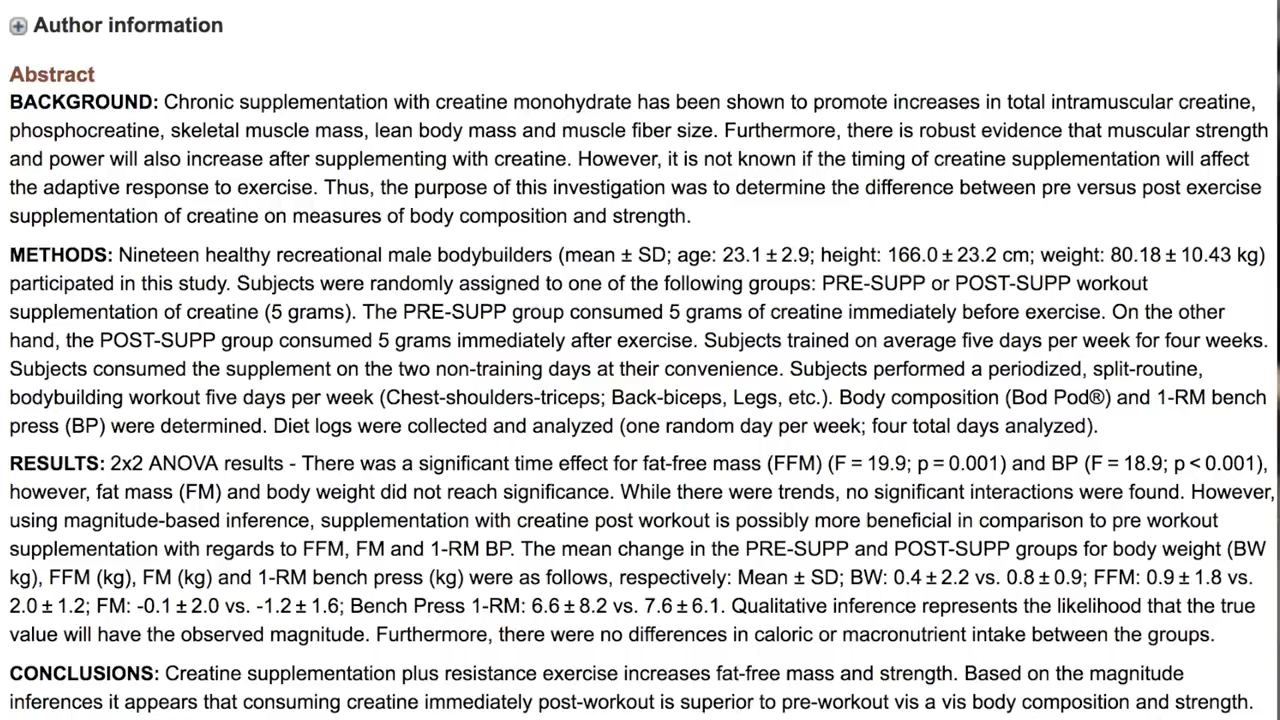 Author information
Abstract
BACKGROUND: Chronic supplementation with creatine monohydrate has been shown to promote increases in total intramuscular creatine,
phosphocreatine, skeletal muscle mass, lean body mass and muscle fiber size. Furthermore, there is robust evidence that muscular strength
and power will also increase after supplementing with creatine. However, it is not known if the timing of creatine supplementation will affect
the adaptive response to exercise. Thus, the purpose of this investigation was to determine the difference between pre versus post exercise
supplementation of creatine on measures of body composition and strength.
METHODS: Nineteen healthy recreational male bodybuilders (mean ± SD; age: 23.1 ± 2.9; height: 166.0 ± 23.2 cm; weight: 80.18 ± 10.43 kg)
participated in this study. Subjects were randomly assigned to one of the following groups: PRE-SUPP or POST-SUPP workout
supplementation of creatine (5 grams). The PRE-SUPP group consumed 5 grams of creatine immediately before exercise. On the other
hand, the POST-SUPP group consumed 5 grams immediately after exercise. Subjects trained on average five days per week for four weeks.
Subjects consumed the supplement on the two non-training days at their convenience. Subjects performed a periodized, split-routine,
bodybuilding workout five days per week (Chest-shoulders-triceps; Back-biceps, Legs, etc.). Body composition (Bod Pod®) and 1-RM bench
press (BP) were determined. Diet logs were collected and analyzed (one random day per week; four total days analyzed).
RESULTS: 2x2 ANOVA results - There was a significant time effect for fat-free mass (FFM) (F = 19.9; p = 0.001) and BP (F = 18.9; p < 0.001),
however, fat mass (FM) and body weight did not reach significance. While there were trends, no significant interactions were found. However,
using magnitude-based inference, supplementation with creatine post workout is possibly more beneficial in comparison to pre workout
supplementation with regards to FFM, FM and 1-RM BP. The mean change in the PRE-SUPP and POST-SUPP groups for body weight (BW
kg), FFM (kg), FM (kg) and 1-RM bench press (kg) were as follows, respectively: Mean ± SD; BW: 0.4 ± 2.2 vs. 0.8 ± 0.9; FFM: 0.9 ± 1.8 vs.
2.0 ± 1.2; FM: -0.1 ± 2.0 vs. -1.2 ± 1.6; Bench Press 1-RM: 6.6 ± 8.2 vs. 7.6 ± 6.1. Qualitative inference represents the likelihood that the true
value will have the observed magnitude. Furthermore, there were no differences in caloric or macronutrient intake between the groups.
CONCLUSIONS: Creatine supplementation plus resistance exercise increases fat-free mass and strength. Based on the magnitude
inferences it appears that consuming creatine immediately post-workout is superior to pre-workout vis a vis body composition and strength.